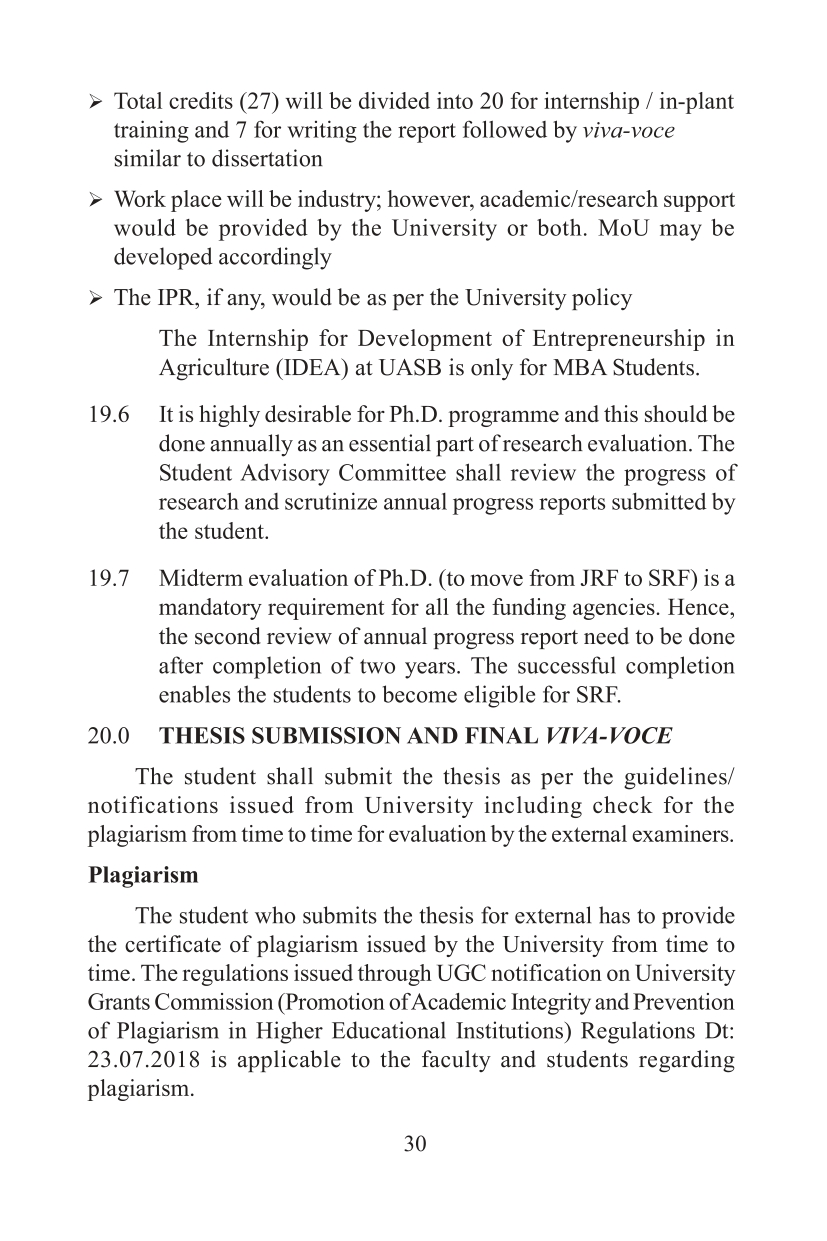 ➢ Total credits (27) will be divided into 20 for internship / in-plant
training and 7 for writing the report followed by viva-voce
similar to dissertation
➢ Work place will be industry; however, academic/research support
would be provided by the University or both. MoU may be
developed accordingly
➢ The IPR, if any, would be as per the University policy
The Internship for Development of Entrepreneurship in
Agriculture (IDEA) at UASB is only for MBA Students.
19.6 It is highly desirable for Ph.D. programme and this should be
done annually as an essential part of research evaluation. The
Student Advisory Committee shall review the progress of
research and scrutinize annual progress reports submitted by
the student.
19.7 Midterm evaluation of Ph.D. (to move from JRF to SRF) is a
mandatory requirement for all the funding agencies. Hence,
the second review of annual progress report need to be done
after completion of two years. The successful completion
enables the students to become eligible for SRF.
20.0 THESIS SUBMISSION AND FINAL VIVA-VOCE
The student shall submit the thesis as per the guidelines/
notifications issued from University including check for the
plagiarism from time to time for evaluation by the external examiners.
Plagiarism
The student who submits the thesis for external has to provide
the certificate of plagiarism issued by the University from time to
time. The regulations issued through UGC notification on University
Grants Commission (Promotion of Academic Integrity and Prevention
of Plagiarism in Higher Educational Institutions) Regulations Dt:
23.07.2018 is applicable to the faculty and students regarding
plagiarism.
30